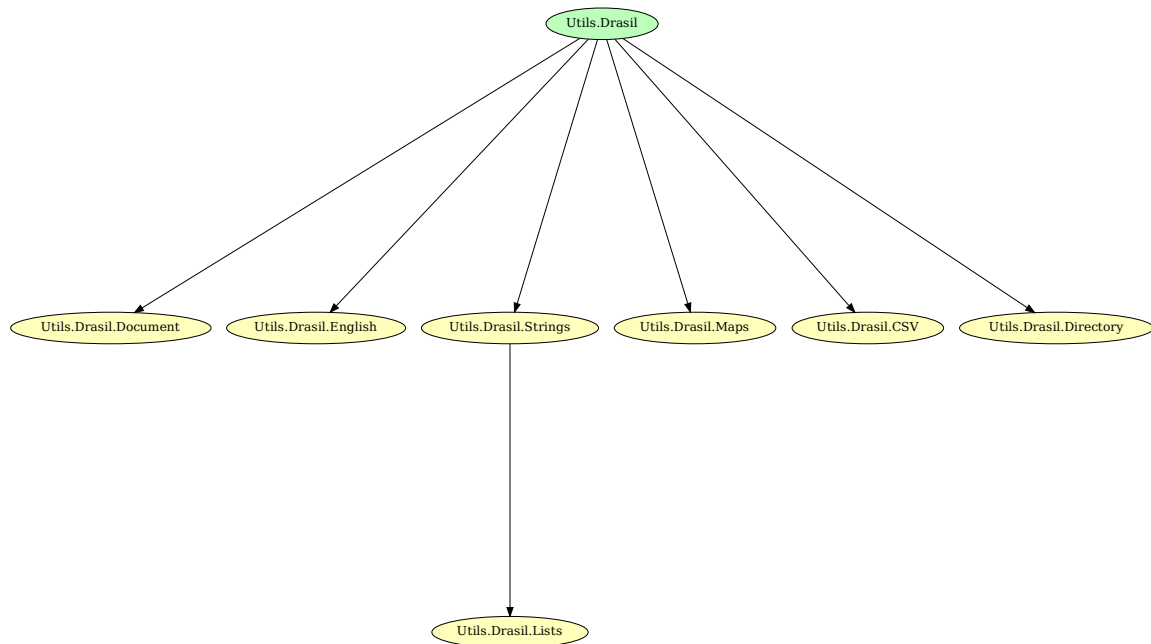 Utils.Drasil
Utils.Drasil.Document
Utils.Drasil.English
Utils.Drasil.Strings
Utils.Drasil.Maps
Utils.Drasil.CSV
Utils.Drasil.Directory
Utils.Drasil.Lists